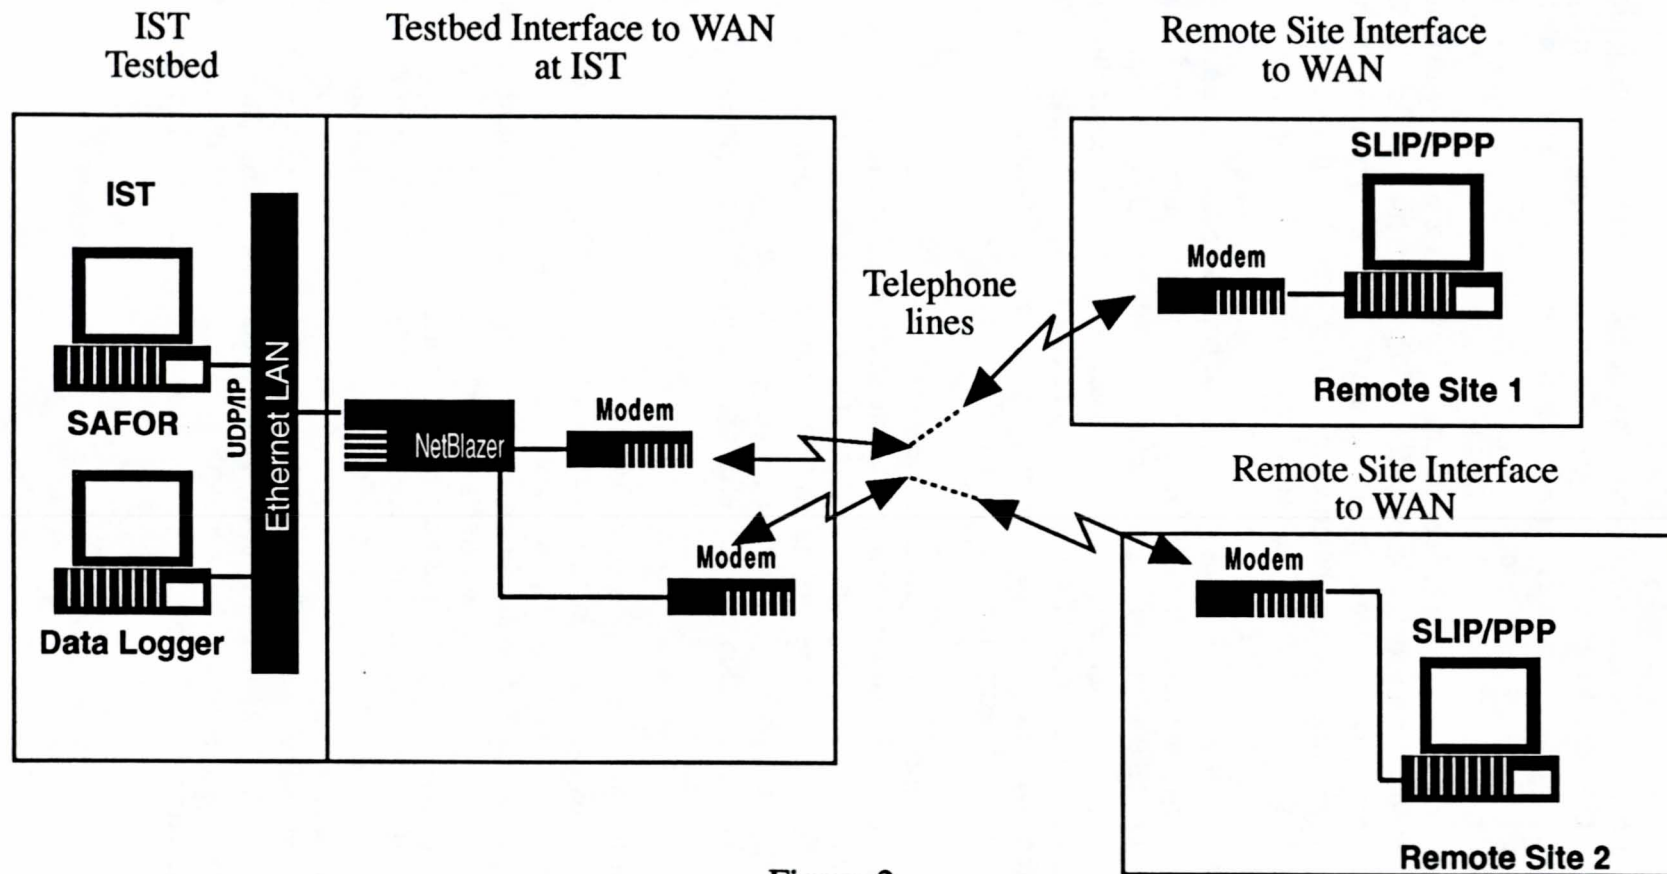 IST
Testbed
Testbed Interface to WAN
at IST
Remote Site Interface
to WAN
IST
SAFOR
Data Logger
UDP/IP
Ethernet LAN
NetBlazer
Modem
Modem
Telephone
lines
SLIP/PPP
Modem
Remote Site 1
Remote Site Interface
to WAN
Modem
SLIP/PPP
Remote Site 2